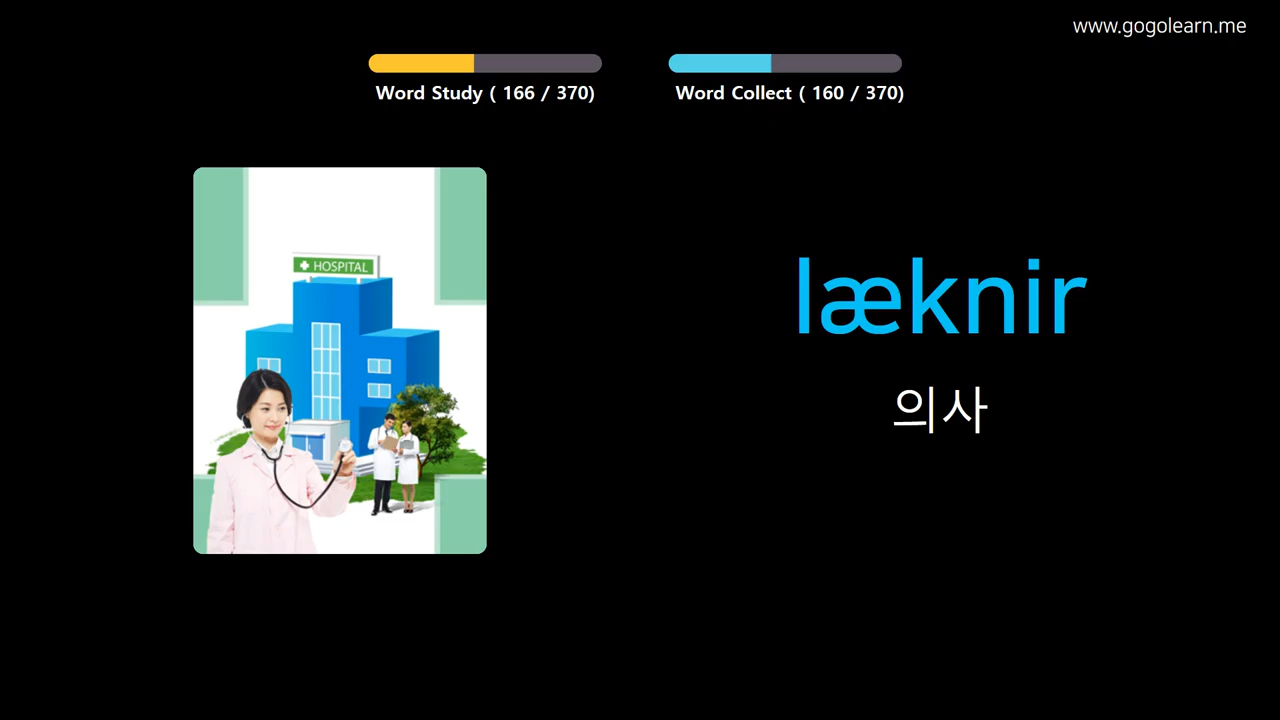 www.gogolearn.me
Word Study ( 166 / 370)
Word Collect ( 160 / 370)
HOSPITAL
læknir
의사